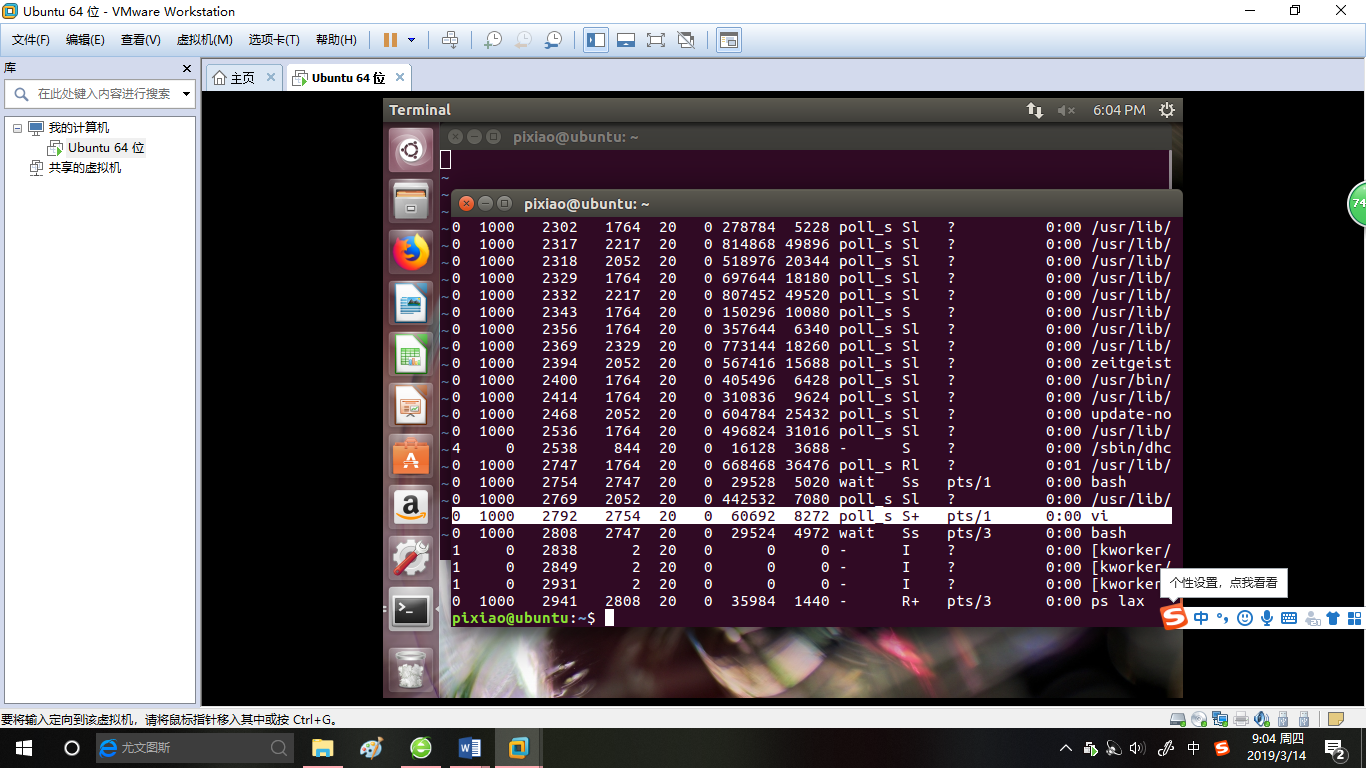 Ubuntu 64 位 - VMware Workstation
文件(F) 编辑(E) 查看(V) 虚拟机(M) 选项卡(T) 帮助(H)
库
主页 Ubuntu 64 位
在此处键入内容进行搜索
我的计算机
Ubuntu 64 位
共享的虚拟机
Terminal 6:04 PM
pixiao@ubuntu: ~
pixiao@ubuntu: ~
0 1000 2302 1764 20 0 278784 5228 poll_s Sl ? 0:00 /usr/lib/
0 1000 2317 2217 20 0 814868 49896 poll_s Sl ? 0:00 /usr/lib/
0 1000 2318 2052 20 0 518976 20344 poll_s Sl ? 0:00 /usr/lib/
0 1000 2329 1764 20 0 697644 18180 poll_s Sl ? 0:00 /usr/lib/
0 1000 2332 2217 20 0 807452 49520 poll_s Sl ? 0:00 /usr/lib/
0 1000 2343 1764 20 0 150296 10080 poll_s S ? 0:00 /usr/lib/
0 1000 2356 1764 20 0 357644 6340 poll_s Sl ? 0:00 /usr/lib/
0 1000 2369 2329 20 0 773144 18260 poll_s Sl ? 0:00 /usr/lib/
0 1000 2394 2052 20 0 567416 15688 poll_s Sl ? 0:00 zeitgeist
0 1000 2400 1764 20 0 405496 6428 poll_s Sl ? 0:00 /usr/bin/
0 1000 2414 1764 20 0 310836 9624 poll_s Sl ? 0:00 /usr/lib/
0 1000 2468 2052 20 0 604784 25432 poll_s Sl ? 0:00 update-no
0 1000 2536 1764 20 0 496824 31016 poll_s Sl ? 0:00 /usr/lib/
4 0 2538 844 20 0 16128 3688 - S ? 0:00 /sbin/dhc
0 1000 2747 1764 20 0 668468 36476 poll_s Rl ? 0:01 /usr/lib/
0 1000 2754 2747 20 0 29528 5020 wait Ss pts/1 0:00 bash
0 1000 2769 2052 20 0 442532 7080 poll_s Sl ? 0:00 /usr/lib/
0 1000 2792 2754 20 0 60692 8272 poll_s S+ pts/1 0:00 vi
0 1000 2808 2747 20 0 29524 4972 wait Ss pts/3 0:00 bash
1 0 2838 2 20 0 0 0 - I ? 0:00 [kworker/
1 0 2849 2 20 0 0 0 - I ? 0:00 [kworker/
1 0 2931 2 20 0 0 0 - I ? 0:00 [kworker/
0 1000 2941 2808 20 0 35984 1440 - R+ pts/3 0:00 ps lax
pixiao@ubuntu:~$
74
个性设置，点我看看
中
要将输入定向到该虚拟机，请将鼠标指针移入其中或按 Ctrl+G。
尤文图斯
中
9:04 周四
2019/3/14
2